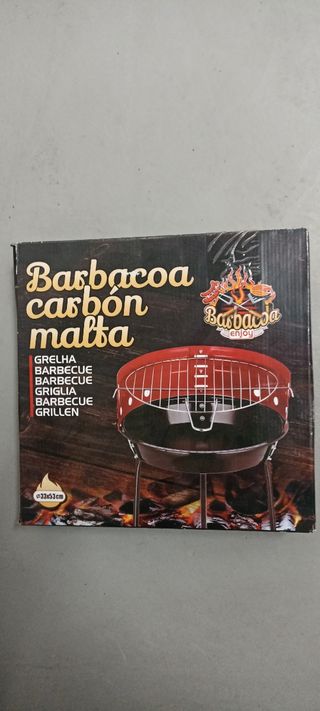 Barbacoa
carbón
malta
GRELHA
BARBECUE
BARBECUE
GRIGLIA
BARBECUE
GRILLEN
Barbacoa
enjoy
ø33x53cm